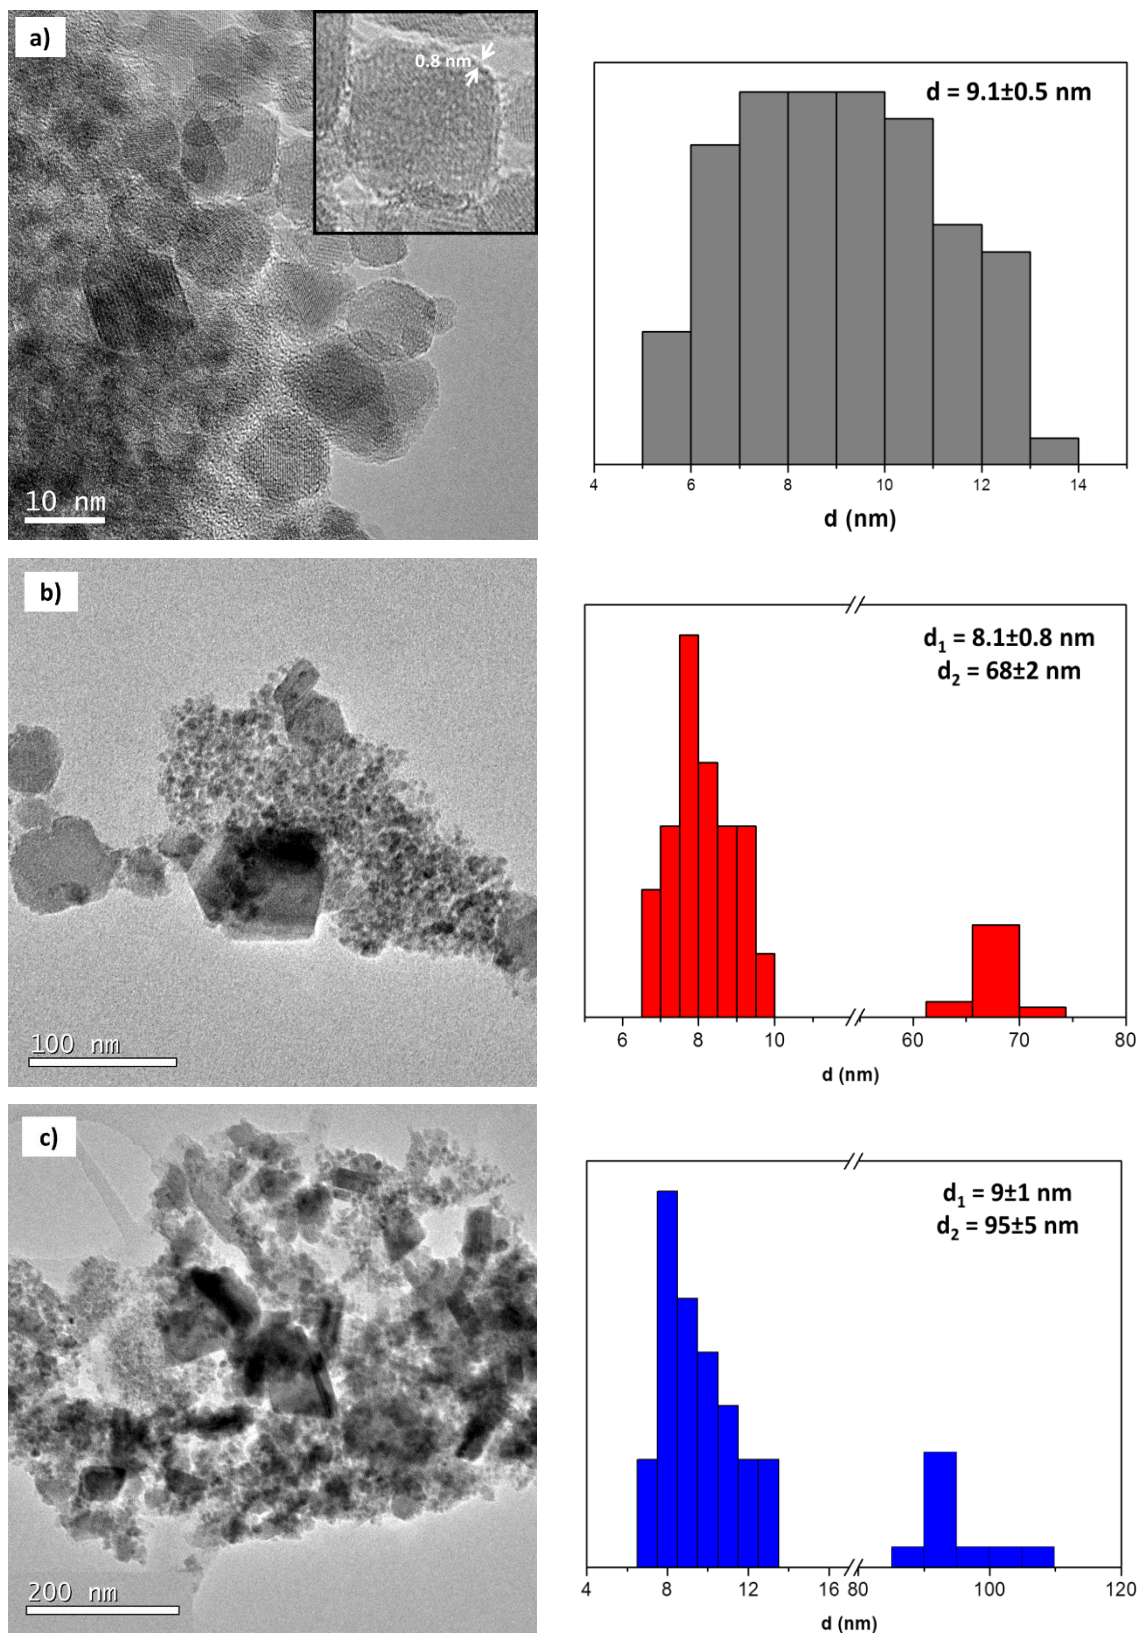 a)
0.8 nm
10 nm
d = 9.1±0.5 nm
4 6 8 10 12 14
d (nm)
b)
100 nm
d₁ = 8.1±0.8 nm
d₂ = 68±2 nm
6 8 10 60 70 80
d (nm)
c)
200 nm
d₁ = 9±1 nm
d₂ = 95±5 nm
4 8 12 16 80 100 120
d (nm)